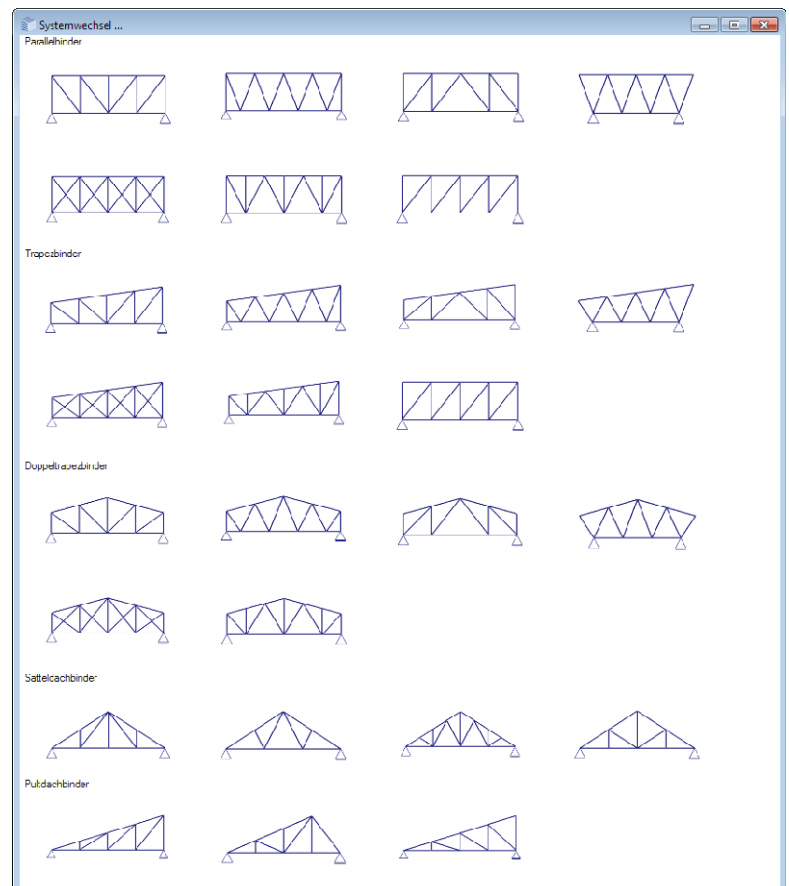 Systemwechsel ...
Parallelbinder
Trapezbinder
Doppeltrapezbinder
Satteldachbinder
Pultdachbinder